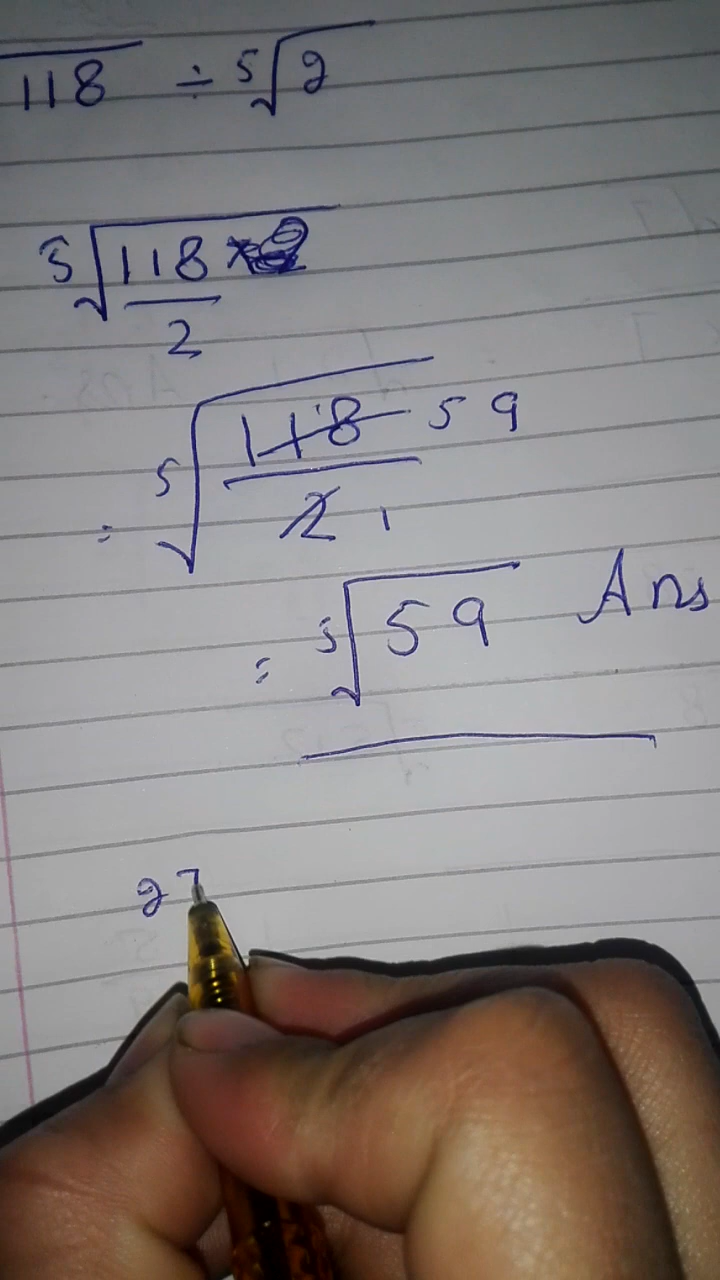 118 ÷ ⁵√2
⁵√118/2
= ⁵√118/2 59 1
= ⁵√59 Ans
27